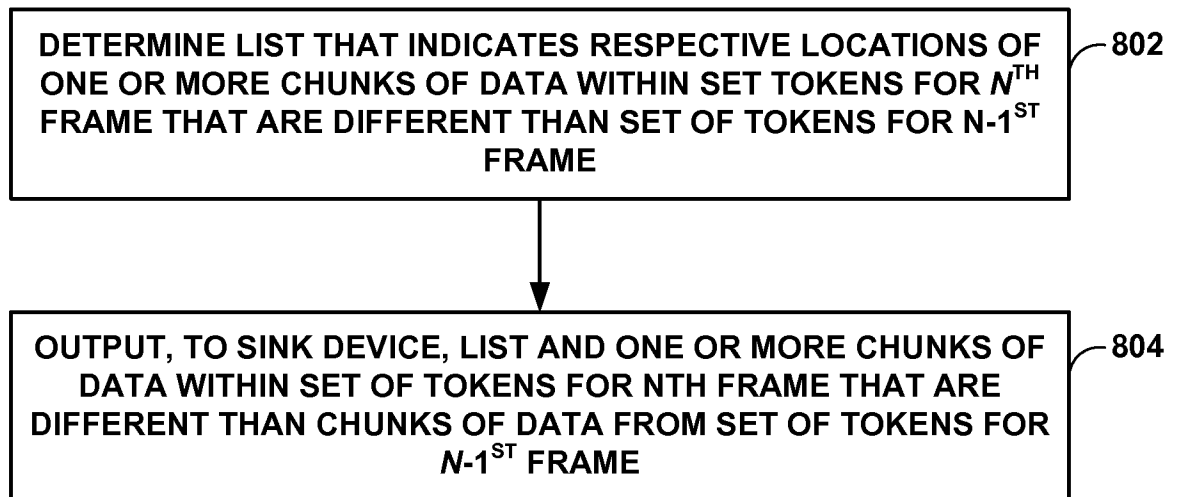 DETERMINE LIST THAT INDICATES RESPECTIVE LOCATIONS OF
ONE OR MORE CHUNKS OF DATA WITHIN SET TOKENS FOR Nᵀᴴ
FRAME THAT ARE DIFFERENT THAN SET OF TOKENS FOR N-1ˢᵀ
FRAME
802
OUTPUT, TO SINK DEVICE, LIST AND ONE OR MORE CHUNKS OF
DATA WITHIN SET OF TOKENS FOR NTH FRAME THAT ARE
DIFFERENT THAN CHUNKS OF DATA FROM SET OF TOKENS FOR
N-1ˢᵀ FRAME
804